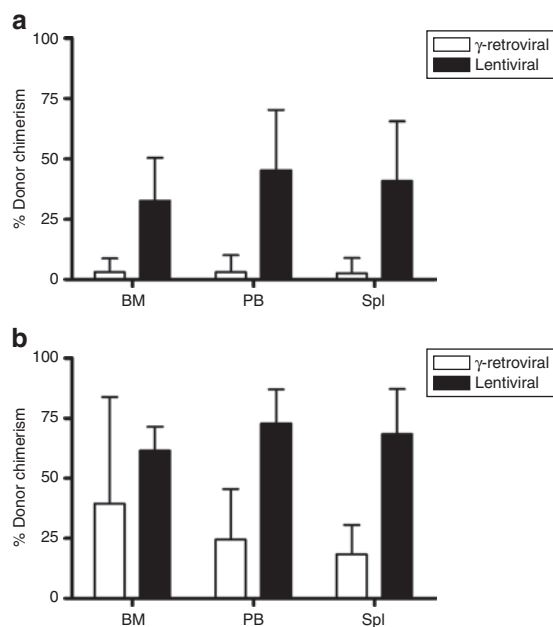 a
100
75
50
25
0
% Donor chimerism
BM PB Spl
γ-retroviral
Lentiviral
b
100
75
50
25
0
% Donor chimerism
BM PB Spl
γ-retroviral
Lentiviral